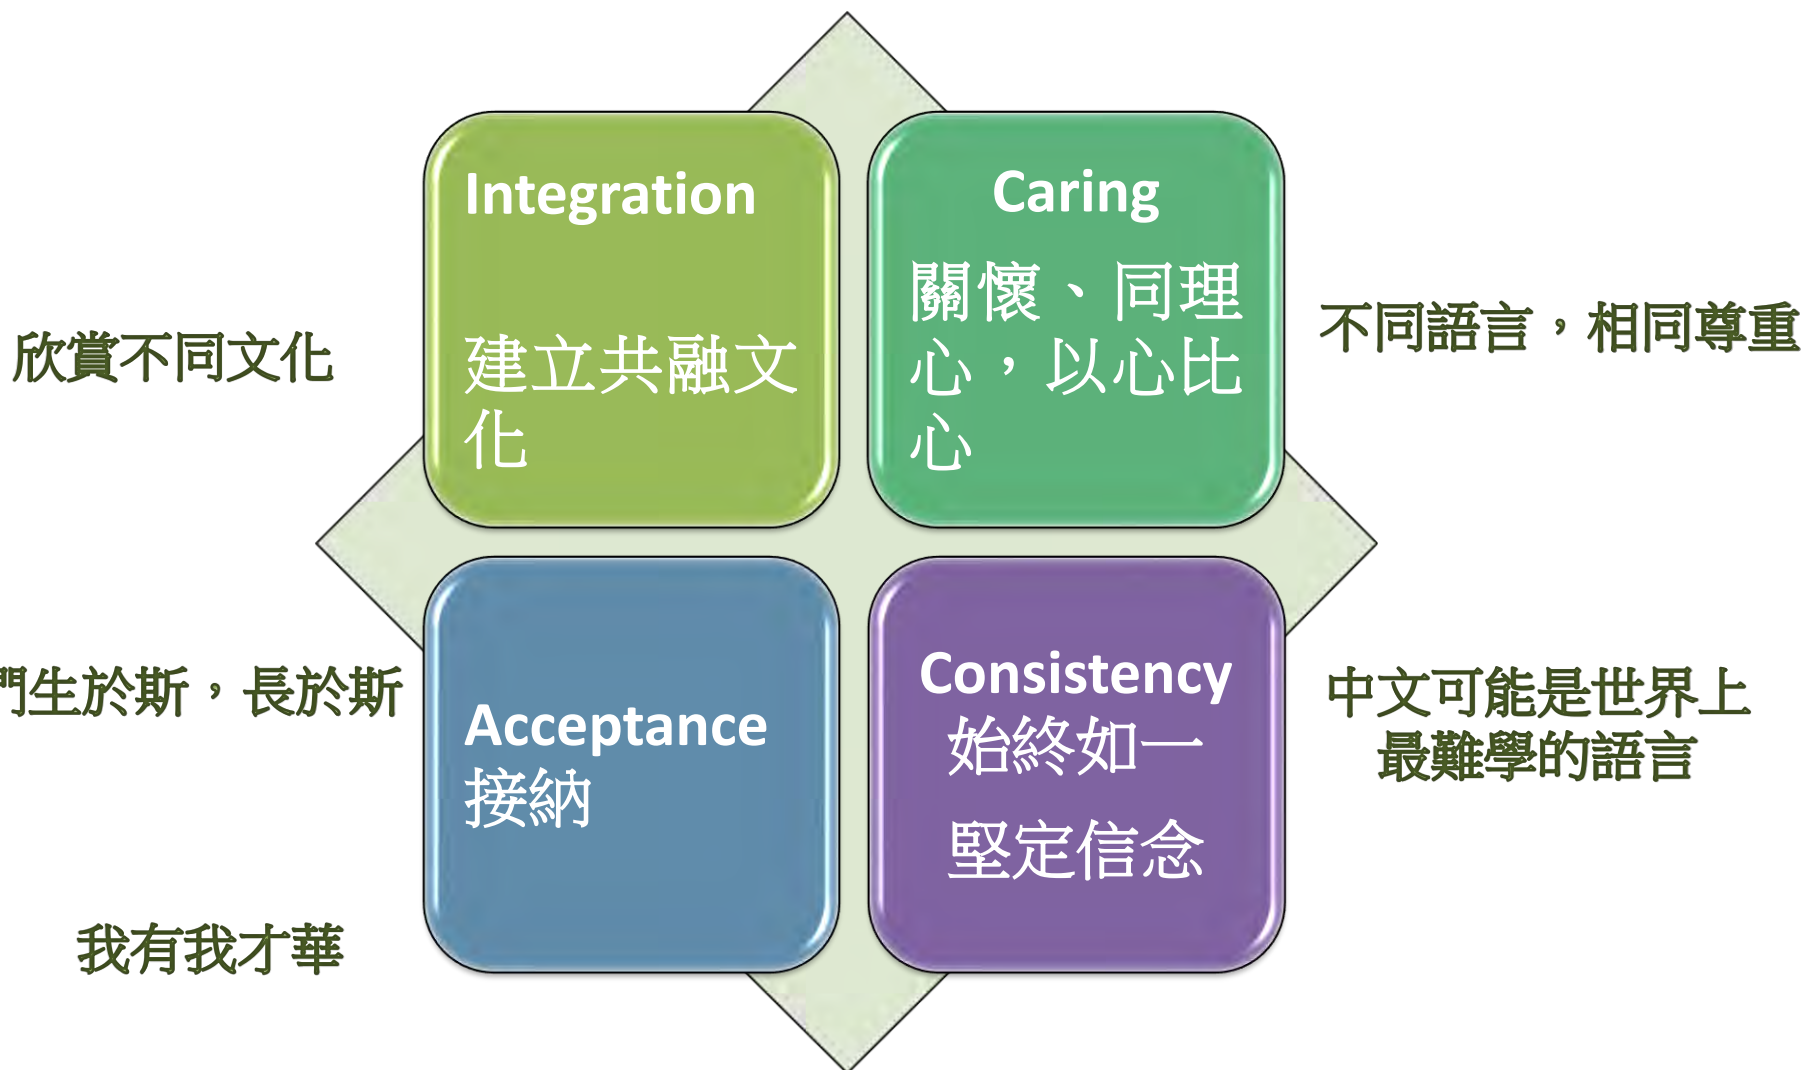 Integration
建立共融文
化
Caring
關懷、同理
心，以心比
心
欣賞不同文化
不同語言，相同尊重
Acceptance
接納
Consistency
始終如一
堅定信念
們生於斯，長於斯
我有我才華
中文可能是世界上
最難學的語言